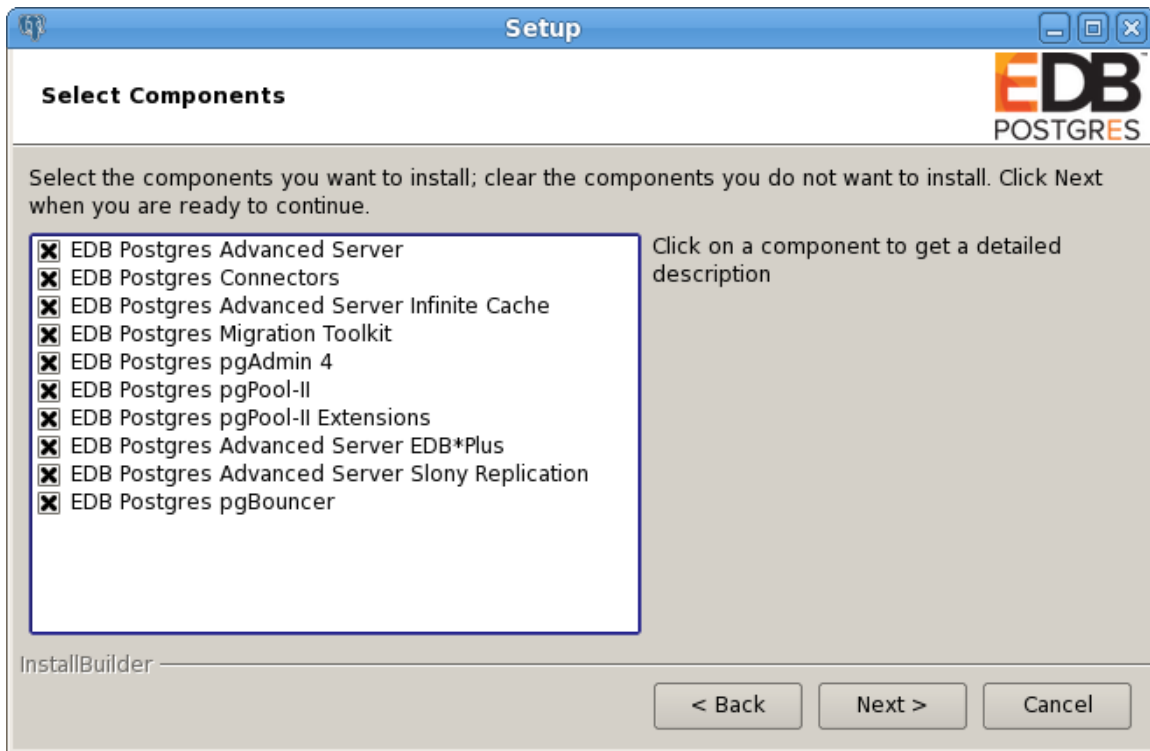 Setup
Select Components
EDB
POSTGRES
Select the components you want to install; clear the components you do not want to install. Click Next
when you are ready to continue.
EDB Postgres Advanced Server
EDB Postgres Connectors
EDB Postgres Advanced Server Infinite Cache
EDB Postgres Migration Toolkit
EDB Postgres pgAdmin 4
EDB Postgres pgPool-II
EDB Postgres pgPool-II Extensions
EDB Postgres Advanced Server EDB*Plus
EDB Postgres Advanced Server Slony Replication
EDB Postgres pgBouncer
Click on a component to get a detailed
description
InstallBuilder
< Back
Next >
Cancel